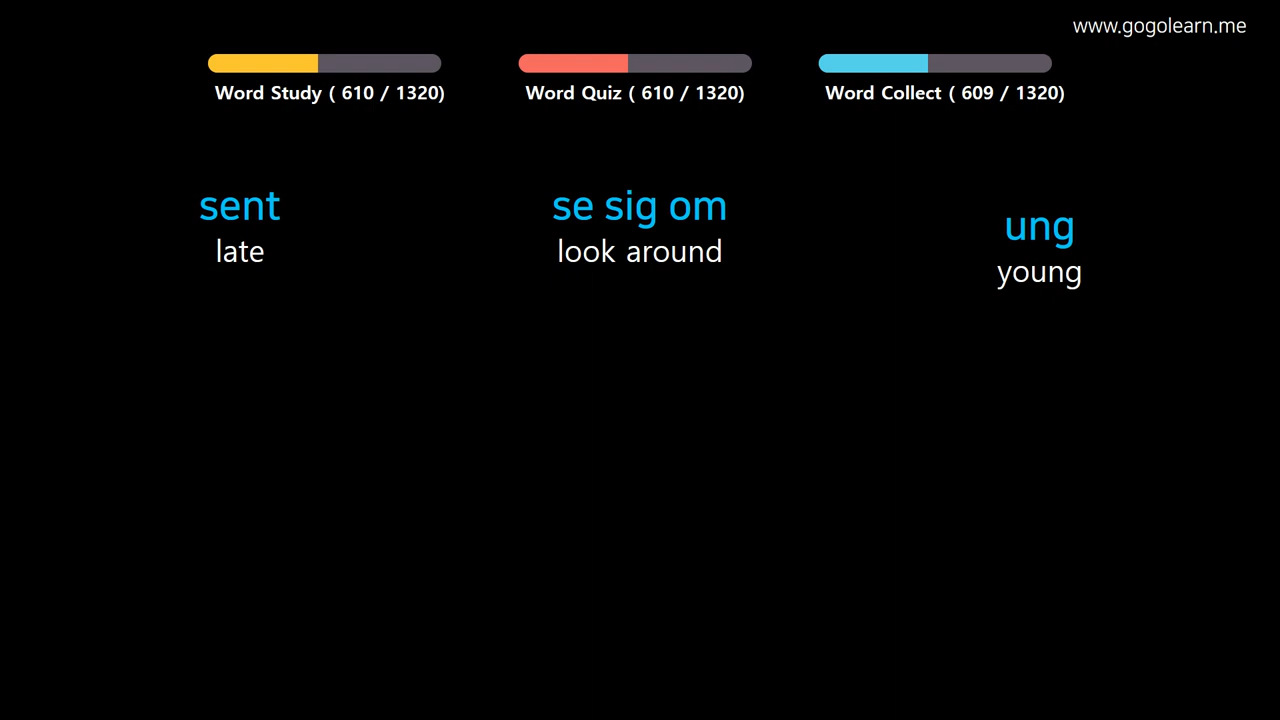 www.gogolearn.me
Word Study ( 610 / 1320)
Word Quiz ( 610 / 1320)
Word Collect ( 609 / 1320)
sent
late
se sig om
look around
ung
young